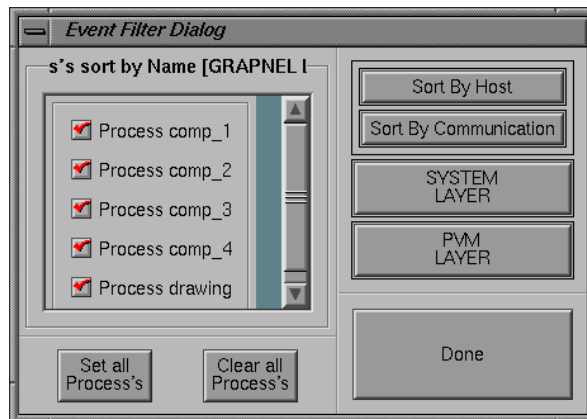 Event Filter Dialog
s's sort by Name [GRAPNEL L
Process comp_1
Process comp_2
Process comp_3
Process comp_4
Process drawing
Set all
Process's
Clear all
Process's
Sort By Host
Sort By Communication
SYSTEM
LAYER
PVM
LAYER
Done